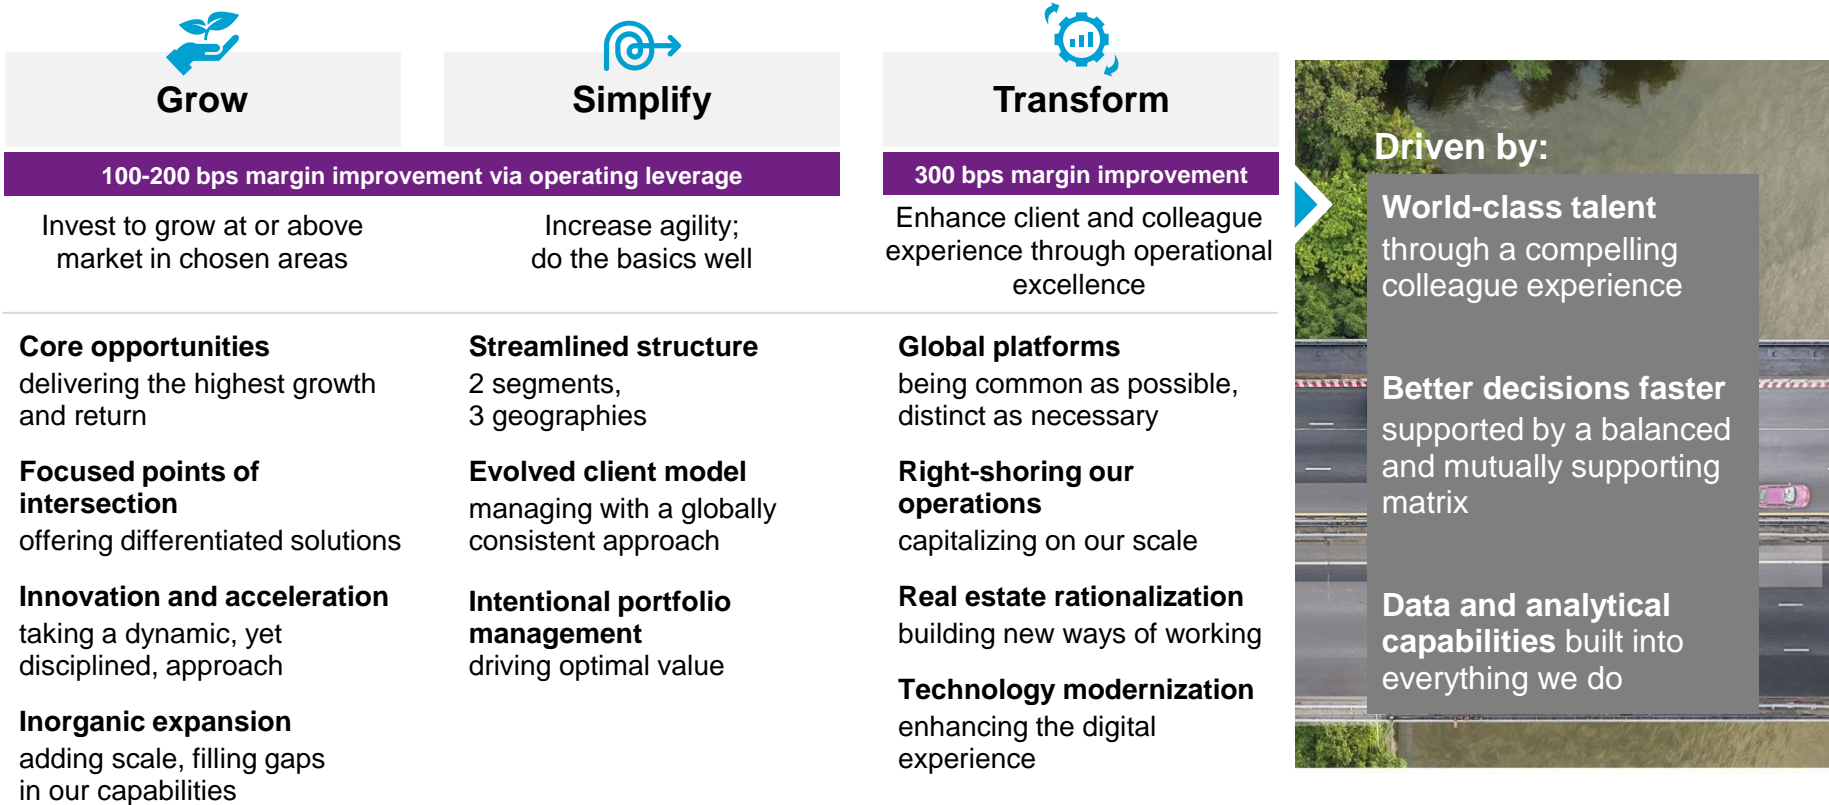 Grow
Simplify
Transform
100-200 bps margin improvement via operating leverage
300 bps margin improvement
Invest to grow at or above
market in chosen areas
Increase agility;
do the basics well
Enhance client and colleague
experience through operational
excellence
Core opportunities
delivering the highest growth
and return
Focused points of
intersection
offering differentiated solutions
Innovation and acceleration
taking a dynamic, yet
disciplined, approach
Inorganic expansion
adding scale, filling gaps
in our capabilities
Streamlined structure
2 segments,
3 geographies
Evolved client model
managing with a globally
consistent approach
Intentional portfolio
management
driving optimal value
Global platforms
being common as possible,
distinct as necessary
Right-shoring our
operations
capitalizing on our scale
Real estate rationalization
building new ways of working
Technology modernization
enhancing the digital
experience
Driven by:
World-class talent
through a compelling
colleague experience
Better decisions faster
supported by a balanced
and mutually supporting
matrix
Data and analytical
capabilities built into
everything we do